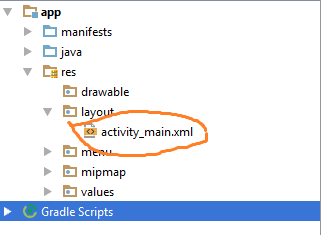 app
manifests
java
res
drawable
layout
activity_main.xml
menu
mipmap
values
Gradle Scripts